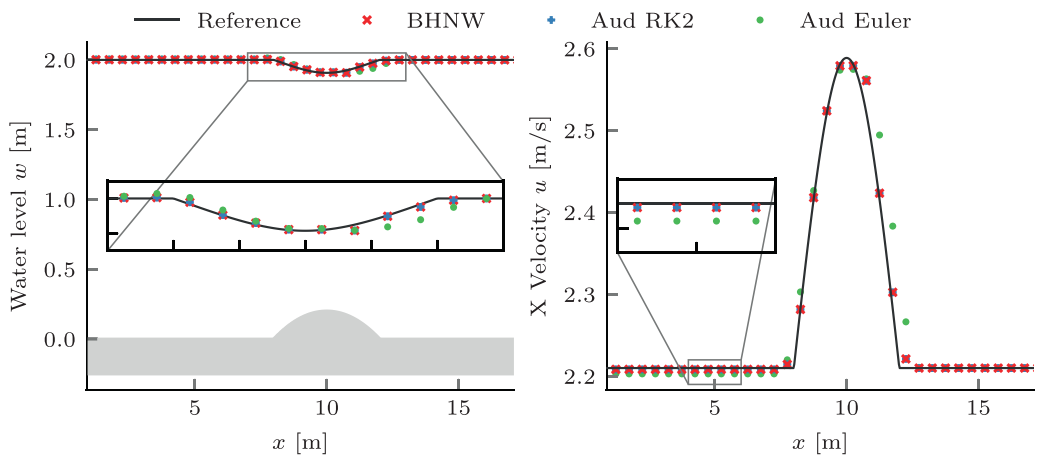 Reference BHNW Aud RK2 Aud Euler
Water level w [m]
2.0
1.5
1.0
0.5
0.0
5 10 15
x [m]
X Velocity u [m/s]
2.6
2.5
2.4
2.3
2.2
5 10 15
x [m]